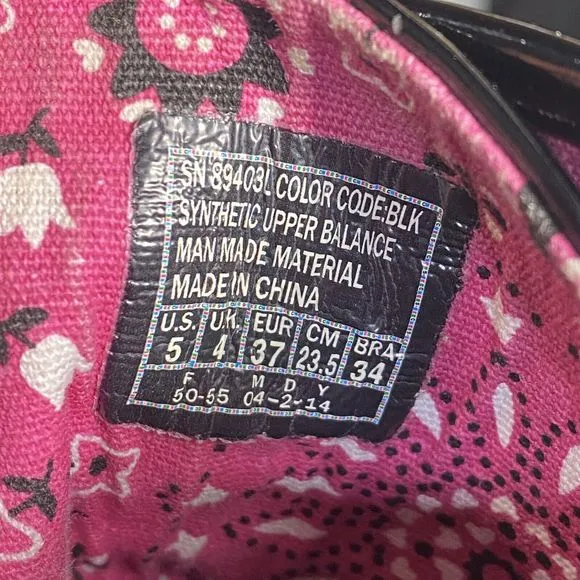 SN 89403L COLOR CODE:BLK
SYNTHETIC UPPER BALANCE
MAN MADE MATERIAL
MADE IN CHINA
U.S. U.K. EUR CM BRA
5 4 37 23.5 34
F M D Y
50-55 04-2-14